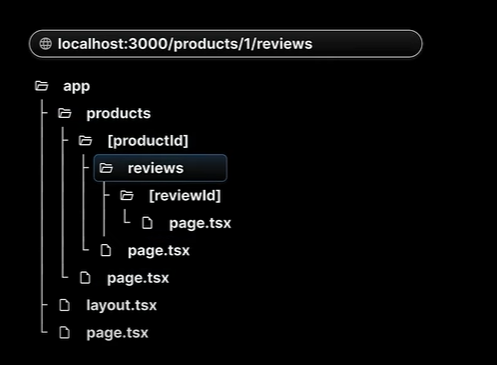 localhost:3000/products/1/reviews
app
products
[productId]
reviews
[reviewId]
page.tsx
page.tsx
page.tsx
layout.tsx
page.tsx